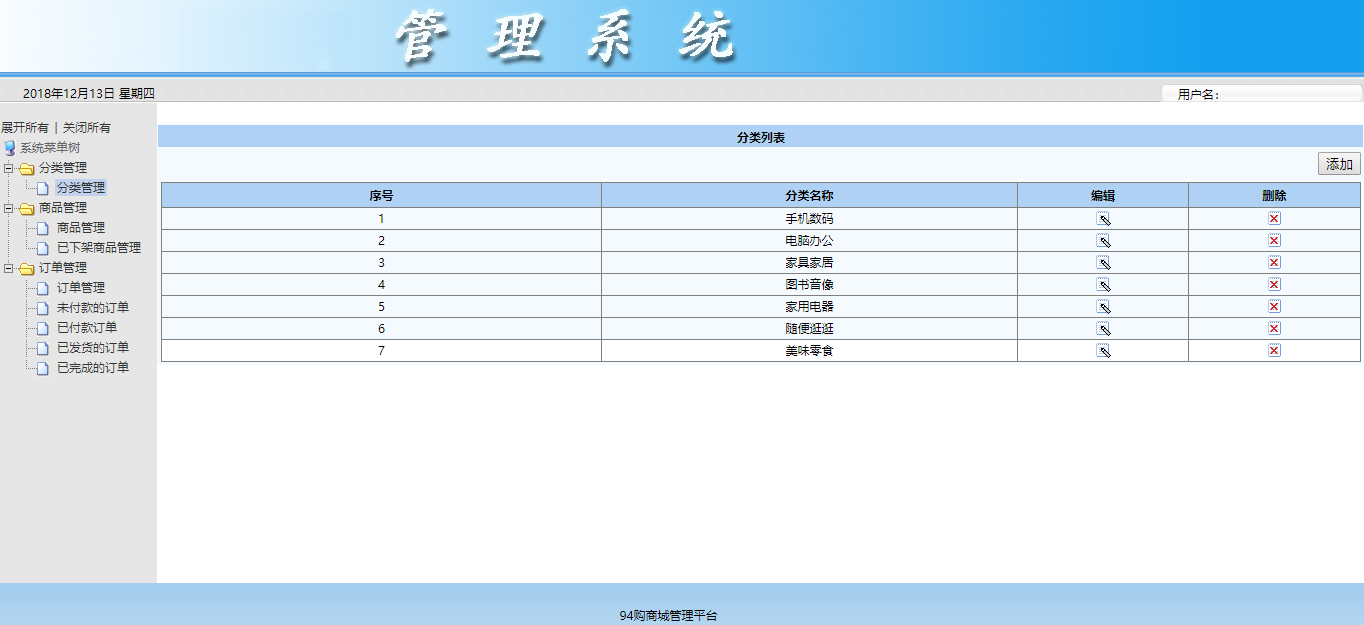 管理系统
2018年12月13日 星期四
用户名：
展开所有 | 关闭所有
系统菜单树
分类管理
分类管理
商品管理
商品管理
已下架商品管理
订单管理
订单管理
未付款的订单
已付款订单
已发货的订单
已完成的订单
分类列表
添加
序号 分类名称 编辑 删除
1 手机数码
2 电脑办公
3 家具家居
4 图书音像
5 家用电器
6 随便逛逛
7 美味零食
94购商城管理平台